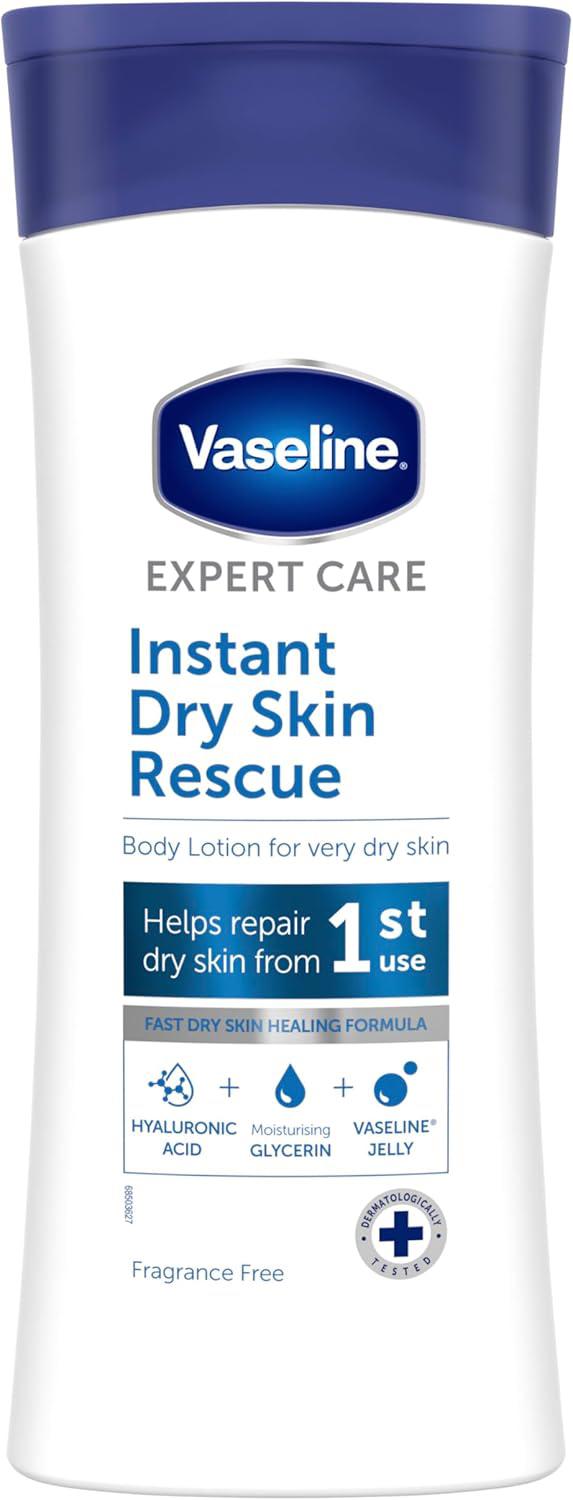 Vaseline®
EXPERT CARE
Instant
Dry Skin
Rescue
Body Lotion for very dry skin
Helps repair
dry skin from
1st
use
FAST DRY SKIN HEALING FORMULA
HYALURONIC
ACID
+
Moisturising
GLYCERIN
+
VASELINE®
JELLY
68503627
DERMATOLOGICALLY
TESTED
Fragrance Free